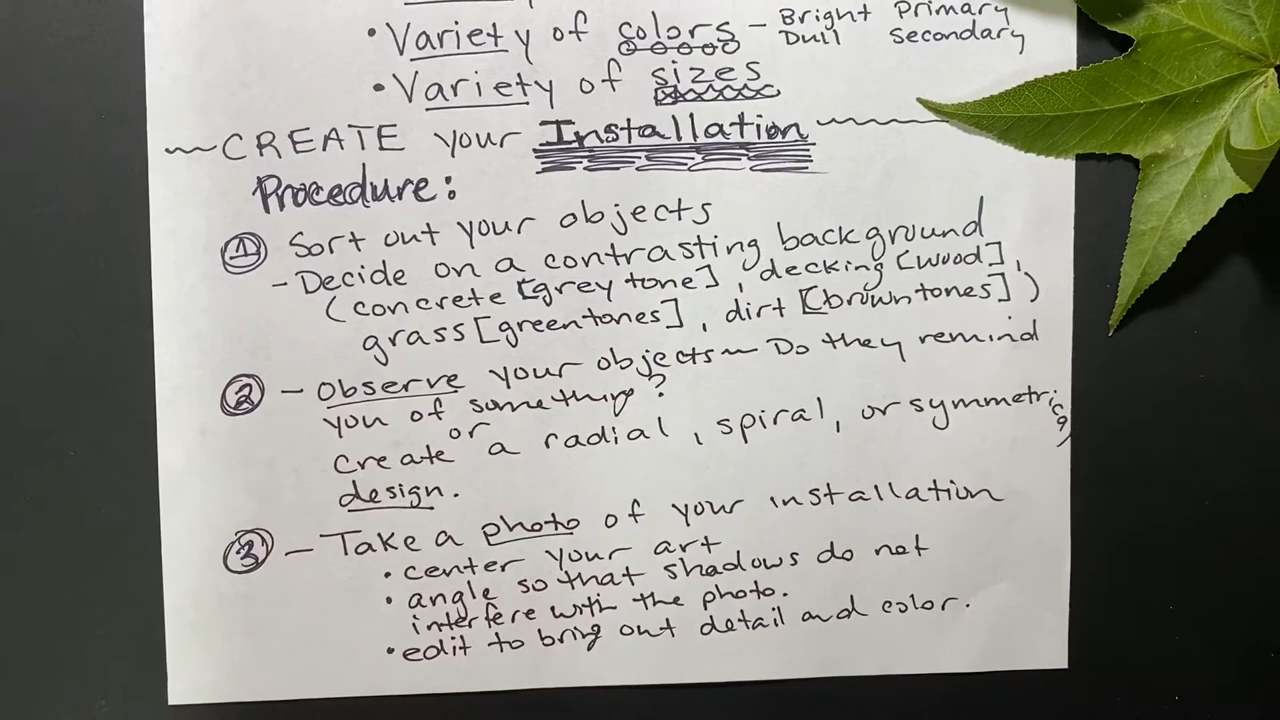 • Variety of colors - Bright Primary
Dull Secondary
• Variety of sizes
CREATE your Installation
Procedure:
① Sort out your objects
- Decide on a contrasting background
(concrete [grey tone], decking [wood],
grass [greentones], dirt [browntones])
② - Observe your objects ~ Do they remind
you of something?
or
Create a radial, spiral, or symmetrical
design.
③ - Take a photo of your installation
• center your art
• angle so that shadows do not
interfere with the photo.
• edit to bring out detail and color.